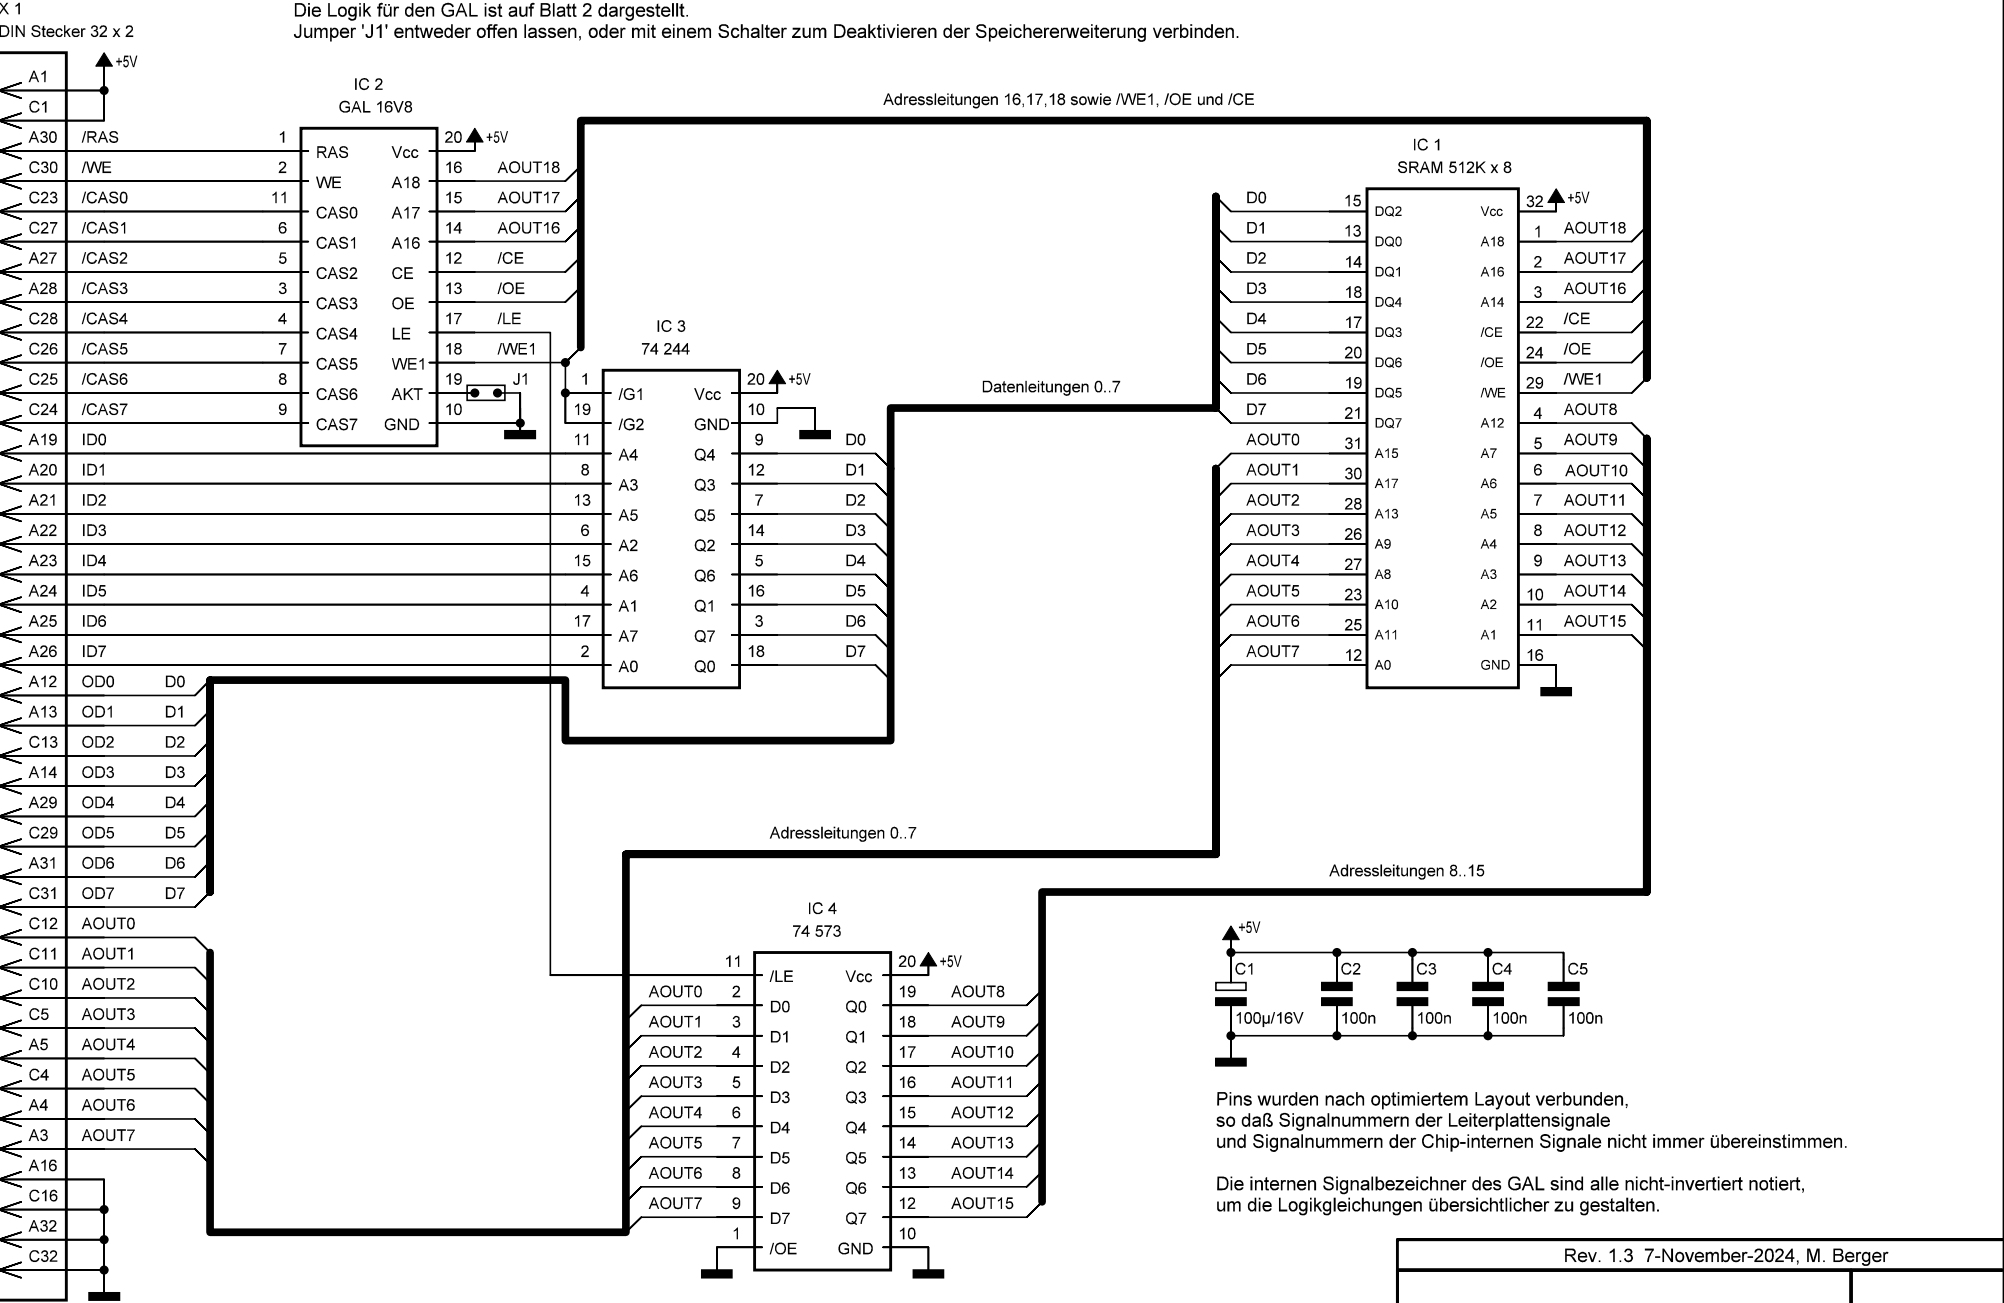 X 1
DIN Stecker 32 x 2
Die Logik für den GAL ist auf Blatt 2 dargestellt.
Jumper 'J1' entweder offen lassen, oder mit einem Schalter zum Deaktivieren der Speichererweiterung verbinden.
+5V
A1
C1
A30 /RAS
C30 /WE
C23 /CAS0
C27 /CAS1
A27 /CAS2
A28 /CAS3
C28 /CAS4
C26 /CAS5
C25 /CAS6
C24 /CAS7
A19 ID0
A20 ID1
A21 ID2
A22 ID3
A23 ID4
A24 ID5
A25 ID6
A26 ID7
A12 OD0 D0
A13 OD1 D1
C13 OD2 D2
A14 OD3 D3
A29 OD4 D4
C29 OD5 D5
A31 OD6 D6
C31 OD7 D7
C12 AOUT0
C11 AOUT1
C10 AOUT2
C5 AOUT3
A5 AOUT4
C4 AOUT5
A4 AOUT6
A3 AOUT7
A16
C16
A32
C32
IC 2
GAL 16V8
1 RAS Vcc 20 +5V
2 WE A18 16 AOUT18
11 CAS0 A17 15 AOUT17
6 CAS1 A16 14 AOUT16
5 CAS2 CE 12 /CE
3 CAS3 OE 13 /OE
4 CAS4 LE 17 /LE
7 CAS5 WE1 18 /WE1
8 CAS6 AKT 19 J1
9 CAS7 GND 10
IC 3
74 244
1 /G1 Vcc 20 +5V
19 /G2 GND 10
11 A4 Q4 9 D0
8 A3 Q3 12 D1
13 A5 Q5 7 D2
6 A2 Q2 14 D3
15 A6 Q6 5 D4
4 A1 Q1 16 D5
17 A7 Q7 3 D6
2 A0 Q0 18 D7
Adressleitungen 16,17,18 sowie /WE1, /OE und /CE
Datenleitungen 0..7
IC 1
SRAM 512K x 8
D0 15 DQ2 Vcc 32 +5V
D1 13 DQ0 A18 1 AOUT18
D2 14 DQ1 A16 2 AOUT17
D3 18 DQ4 A14 3 AOUT16
D4 17 DQ3 /CE 22 /CE
D5 20 DQ6 /OE 24 /OE
D6 19 DQ5 /WE 29 /WE1
D7 21 DQ7 A12 4 AOUT8
AOUT0 31 A15 A7 5 AOUT9
AOUT1 30 A17 A6 6 AOUT10
AOUT2 28 A13 A5 7 AOUT11
AOUT3 26 A9 A4 8 AOUT12
AOUT4 27 A8 A3 9 AOUT13
AOUT5 23 A10 A2 10 AOUT14
AOUT6 25 A11 A1 11 AOUT15
AOUT7 12 A0 GND 16
Adressleitungen 0..7
Adressleitungen 8..15
IC 4
74 573
11 /LE Vcc 20 +5V
AOUT0 2 D0 Q0 19 AOUT8
AOUT1 3 D1 Q1 18 AOUT9
AOUT2 4 D2 Q2 17 AOUT10
AOUT3 5 D3 Q3 16 AOUT11
AOUT4 6 D4 Q4 15 AOUT12
AOUT5 7 D5 Q5 14 AOUT13
AOUT6 8 D6 Q6 13 AOUT14
AOUT7 9 D7 Q7 12 AOUT15
1 /OE GND 10
+5V
C1 C2 C3 C4 C5
100µ/16V 100n 100n 100n 100n
Pins wurden nach optimiertem Layout verbunden,
so daß Signalnummern der Leiterplattensignale
und Signalnummern der Chip-internen Signale nicht immer übereinstimmen.
Die internen Signalbezeichner des GAL sind alle nicht-invertiert notiert,
um die Logikgleichungen übersichtlicher zu gestalten.
Rev. 1.3 7-November-2024, M. Berger